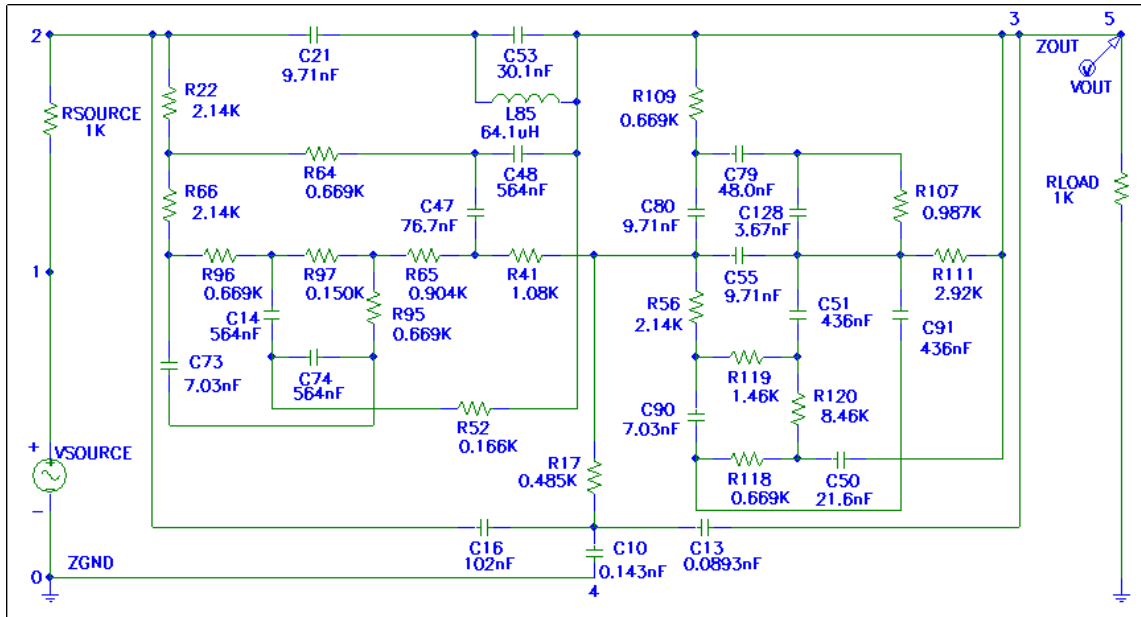 2
3
5
C21
9.71nF
C53
30.1nF
ZOUT
VOUT
V
RSOURCE
1K
R22
2.14K
L85
64.1uH
R109
0.669K
R64
0.669K
C48
564nF
C79
48.0nF
R66
2.14K
C47
76.7nF
C80
9.71nF
C128
3.67nF
R107
0.987K
RLOAD
1K
1
R96
0.669K
R97
0.150K
R65
0.904K
R41
1.08K
C55
9.71nF
R111
2.92K
C14
564nF
R95
0.669K
R56
2.14K
C51
436nF
C91
436nF
C73
7.03nF
C74
564nF
R119
1.46K
R120
8.46K
C90
7.03nF
R52
0.166K
+
VSOURCE
-
R17
0.485K
R118
0.669K
C50
21.6nF
C16
102nF
C10
0.143nF
C13
0.0893nF
ZGND
0
4